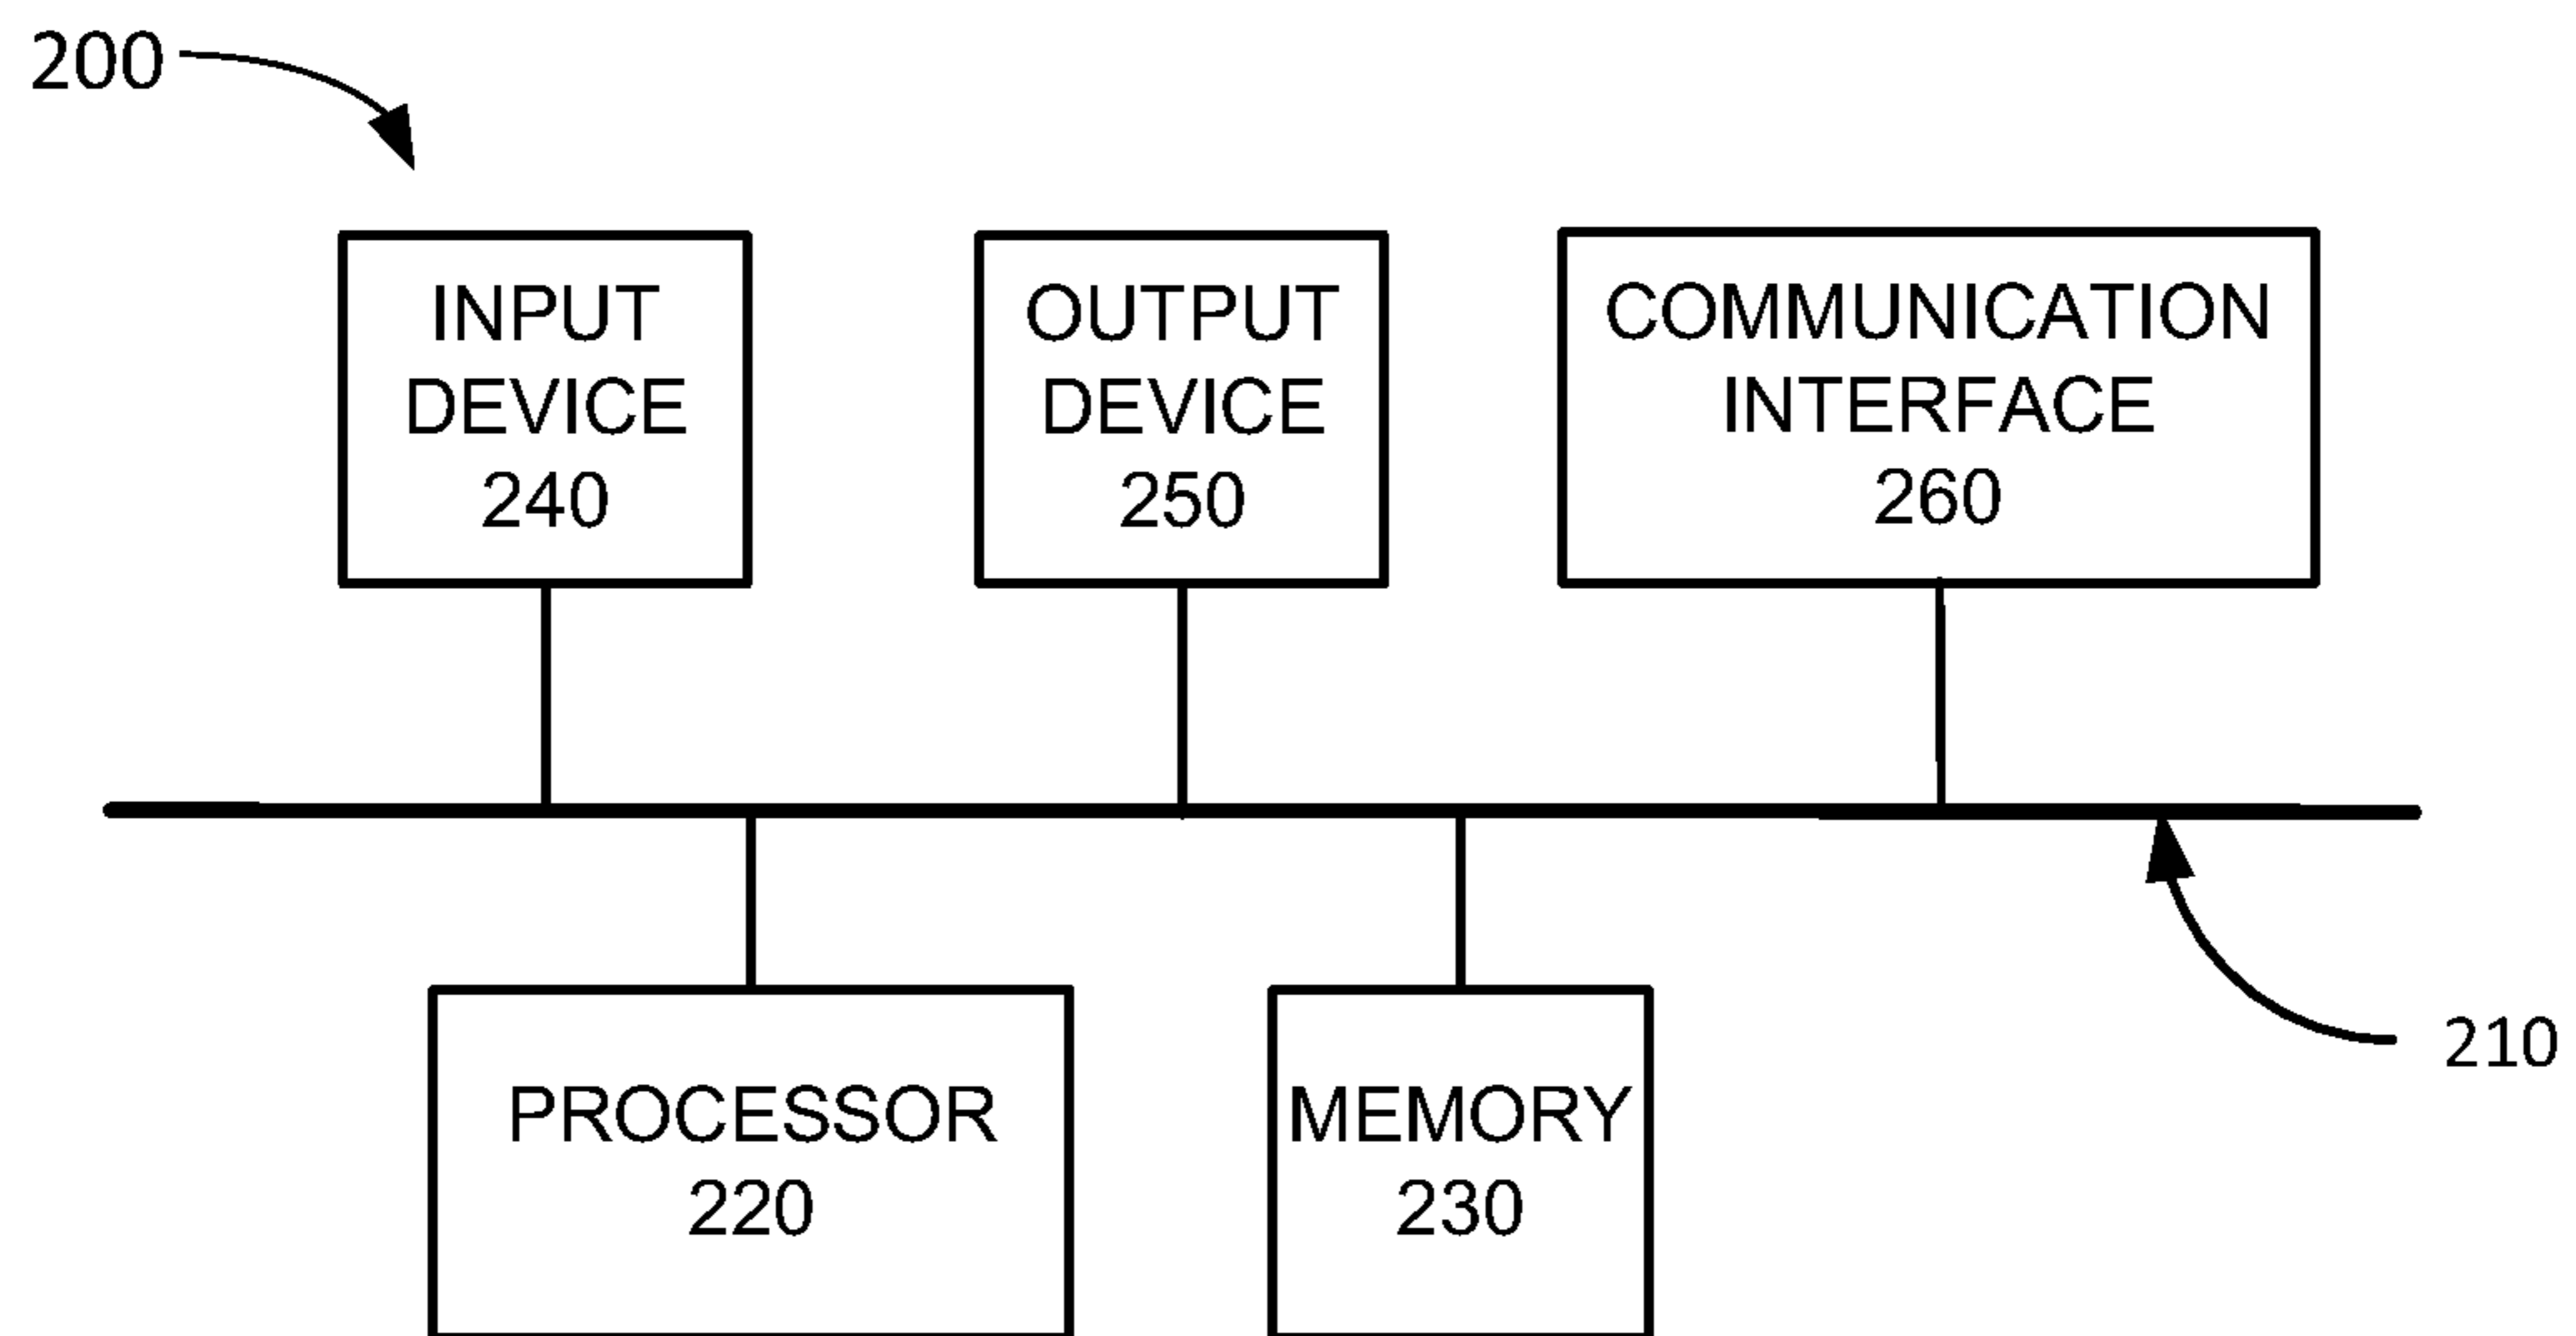 200
INPUT
DEVICE
240
OUTPUT
DEVICE
250
COMMUNICATION
INTERFACE
260
PROCESSOR
220
MEMORY
230
210